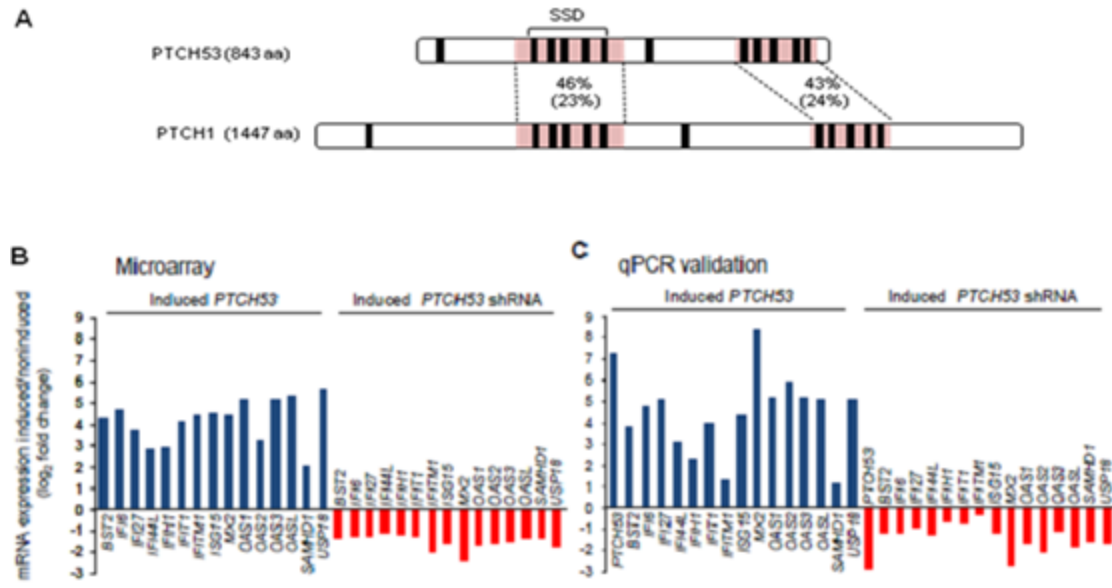 A
SSD
PTCH53 (843 aa)
46%
(23%)
43%
(24%)
PTCH1 (1447 aa)
B
Microarray
Induced PTCH53
Induced PTCH53 shRNA
mRNA expression induced/noninduced
(log2 fold change)
9
8
7
6
5
4
3
2
1
0
-1
-2
-3
BST2
IFI6
IFI27
IFI44L
IFIH1
IFIT1
IFITM1
ISG15
MX2
OAS1
OAS2
OAS3
OASL
SAMHD1
USP18
BST2
IFI6
IFI27
IFI44L
IFIH1
IFIT1
IFITM1
ISG15
MX2
OAS1
OAS2
OAS3
OASL
SAMHD1
USP18
C
qPCR validation
Induced PTCH53
Induced PTCH53 shRNA
9
8
7
6
5
4
3
2
1
0
-1
-2
-3
PTCH53
BST2
IFI6
IFI27
IFI44L
IFIH1
IFIT1
IFITM1
ISG15
MX2
OAS1
OAS2
OAS3
OASL
SAMHD1
USP18
PTCH53
BST2
IFI6
IFI27
IFI44L
IFIH1
IFIT1
IFITM1
ISG15
MX2
OAS1
OAS2
OAS3
OASL
SAMHD1
USP18